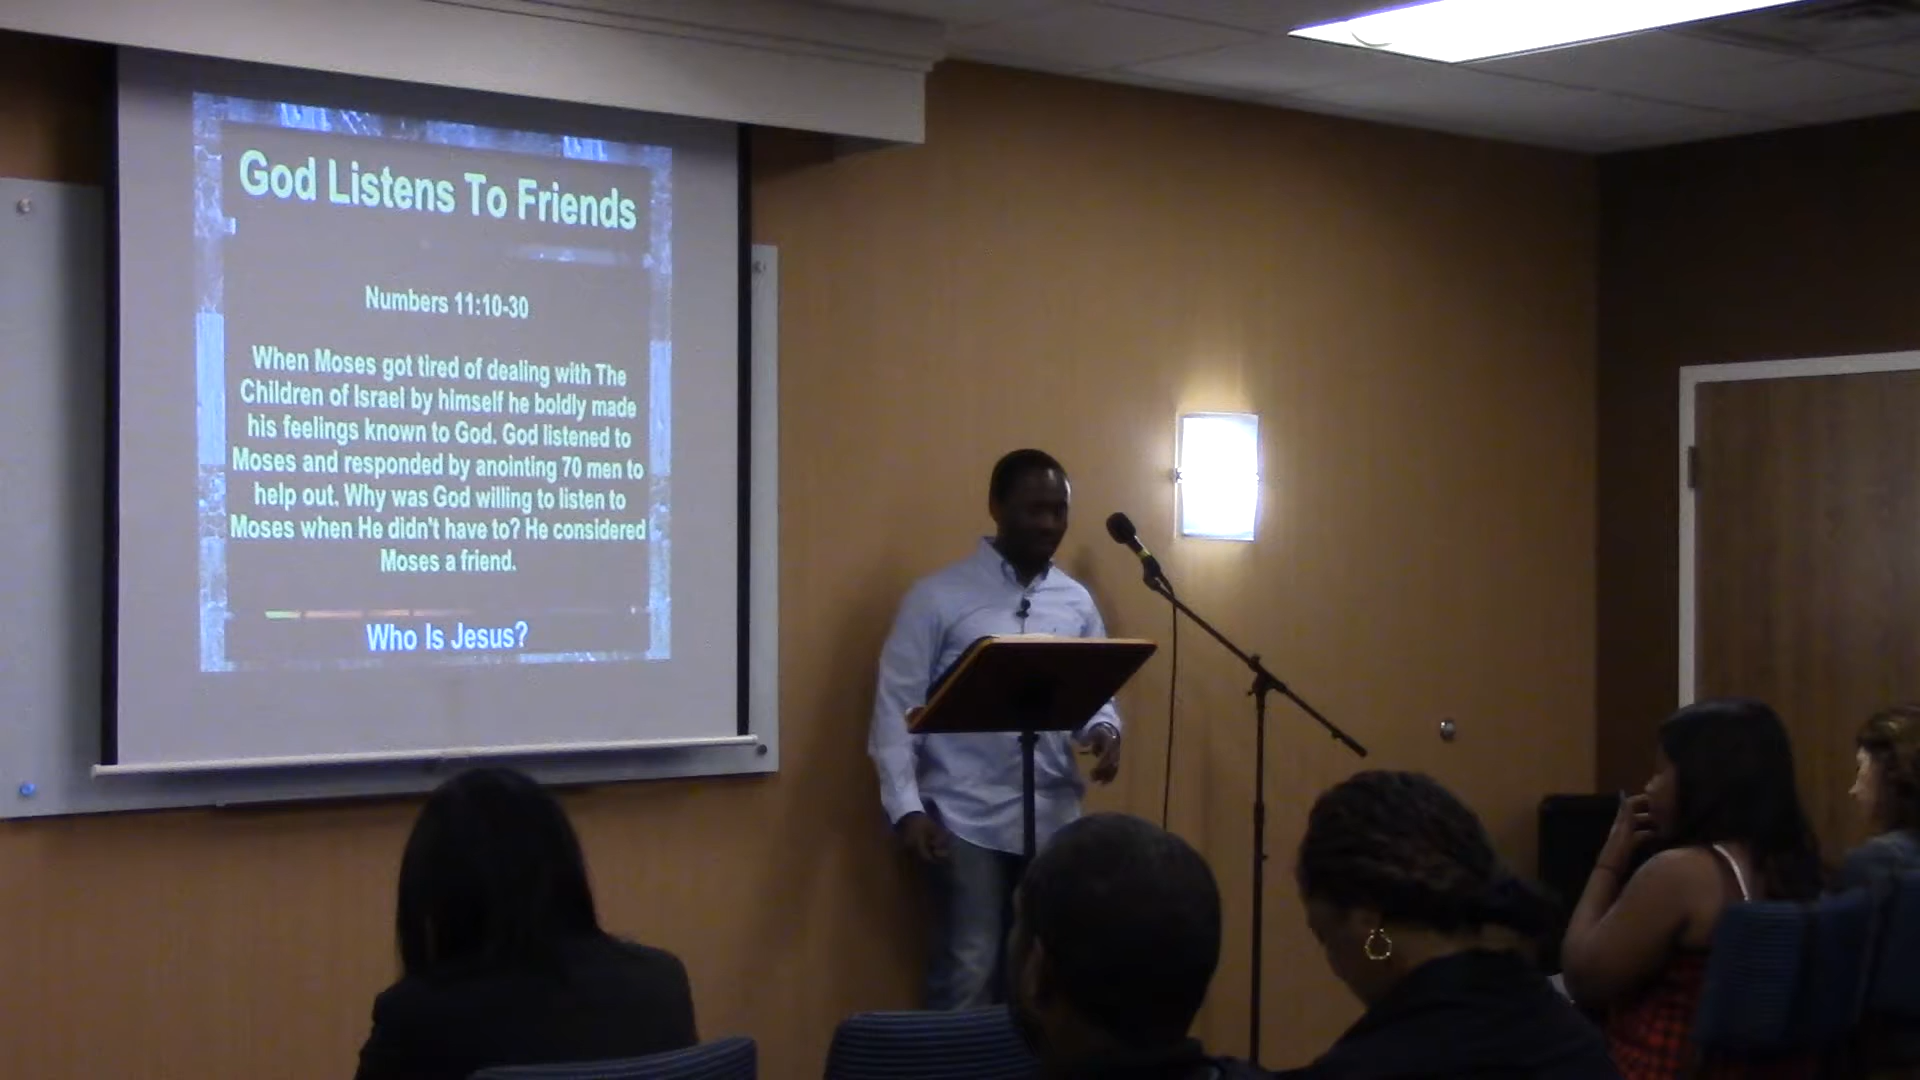 God Listens To Friends
Numbers 11:10-30
When Moses got tired of dealing with The
Children of Israel by himself he boldly made
his feelings known to God. God listened to
Moses and responded by anointing 70 men to
help out. Why was God willing to listen to
Moses when He didn't have to? He considered
Moses a friend.
Who Is Jesus?